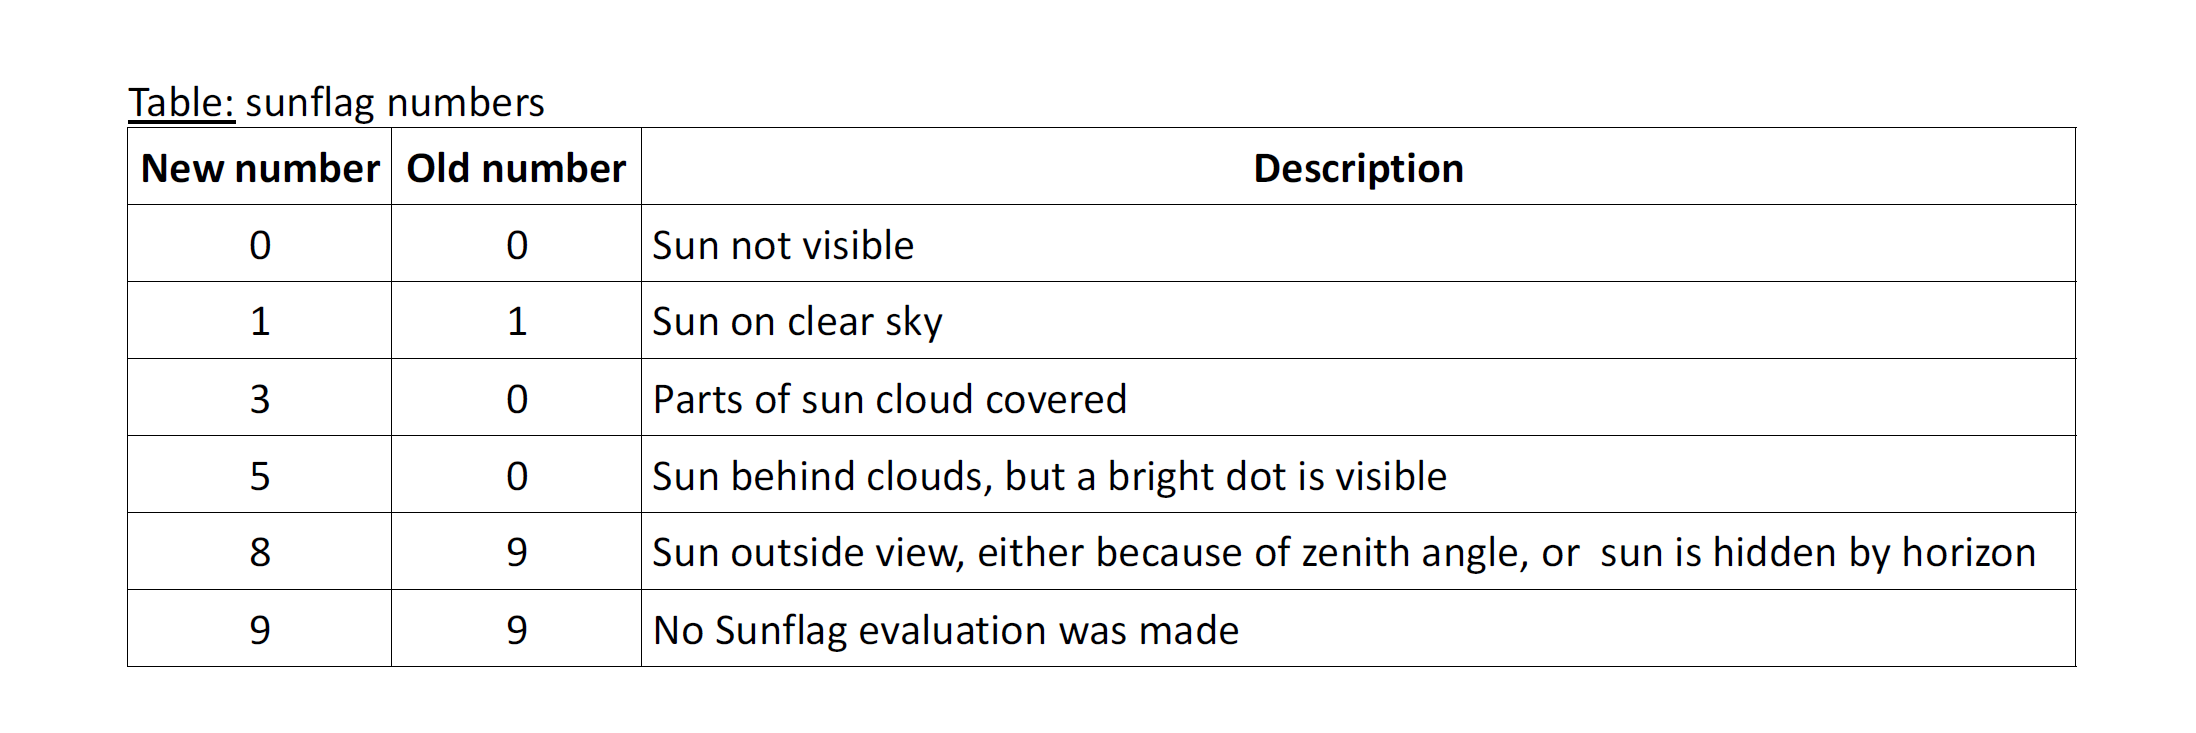 Table: sunflag numbers
New number Old number Description
0 0 Sun not visible
1 1 Sun on clear sky
3 0 Parts of sun cloud covered
5 0 Sun behind clouds, but a bright dot is visible
8 9 Sun outside view, either because of zenith angle, or  sun is hidden by horizon
9 9 No Sunflag evaluation was made